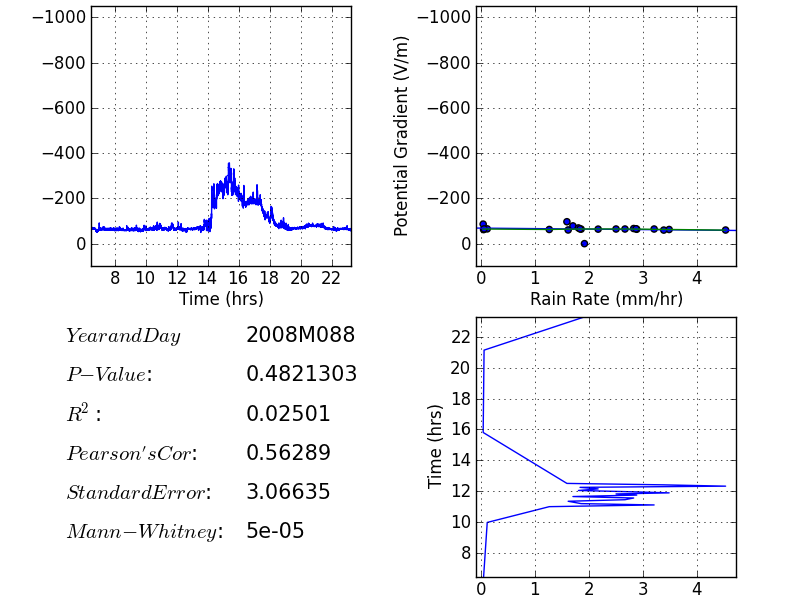 −1000
−800
−600
−400
−200
0
8 10 12 14 16 18 20 22
Time (hrs)
Potential Gradient (V/m)
−1000
−800
−600
−400
−200
0
0 1 2 3 4
Rain Rate (mm/hr)
YearandDay 2008M088
P−Value: 0.4821303
R² : 0.02501
Pearson'sCor: 0.56289
StandardError: 3.06635
Mann−Whitney: 5e-05
Time (hrs)
22
20
18
16
14
12
10
8
0 1 2 3 4